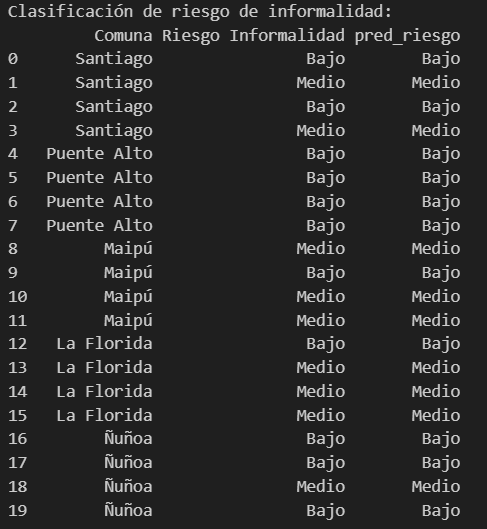 Clasificación de riesgo de informalidad:
Comuna Riesgo Informalidad pred_riesgo
0 Santiago Bajo Bajo
1 Santiago Medio Medio
2 Santiago Bajo Bajo
3 Santiago Medio Medio
4 Puente Alto Bajo Bajo
5 Puente Alto Bajo Bajo
6 Puente Alto Bajo Bajo
7 Puente Alto Bajo Bajo
8 Maipú Medio Medio
9 Maipú Bajo Bajo
10 Maipú Medio Medio
11 Maipú Medio Medio
12 La Florida Bajo Bajo
13 La Florida Medio Medio
14 La Florida Medio Medio
15 La Florida Medio Medio
16 Ñuñoa Bajo Bajo
17 Ñuñoa Bajo Bajo
18 Ñuñoa Medio Medio
19 Ñuñoa Bajo Bajo